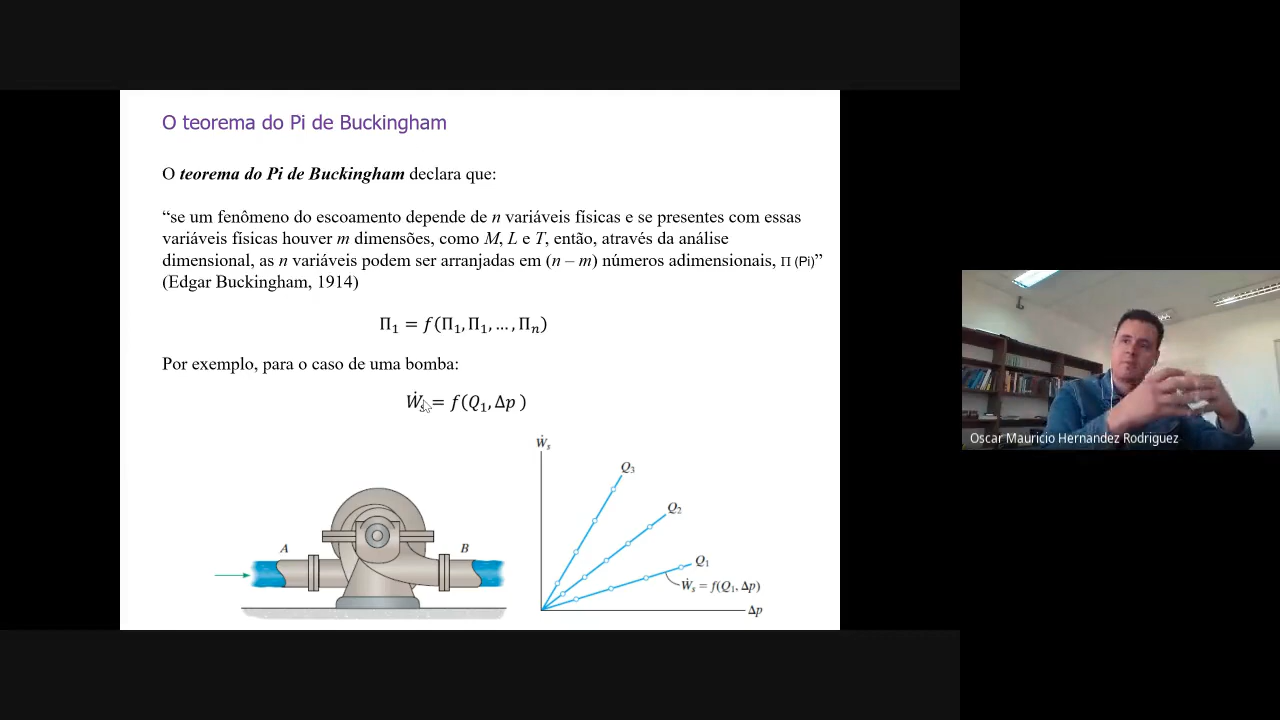 O teorema do Pi de Buckingham
O teorema do Pi de Buckingham declara que:
“se um fenômeno do escoamento depende de n variáveis físicas e se presentes com essas
variáveis físicas houver m dimensões, como M, L e T, então, através da análise
dimensional, as n variáveis podem ser arranjadas em (n – m) números adimensionais, Π (Pi)”
(Edgar Buckingham, 1914)
Π₁ = f(Π₁, Π₁, … , Πₙ)
Por exemplo, para o caso de uma bomba:
Ẇₛ = f(Q₁, Δp )
Ẇₛ
Q₃
Q₂
Q₁
Ẇₛ = f(Q₁, Δp)
Δp
A
B
Oscar Mauricio Hernandez Rodriguez